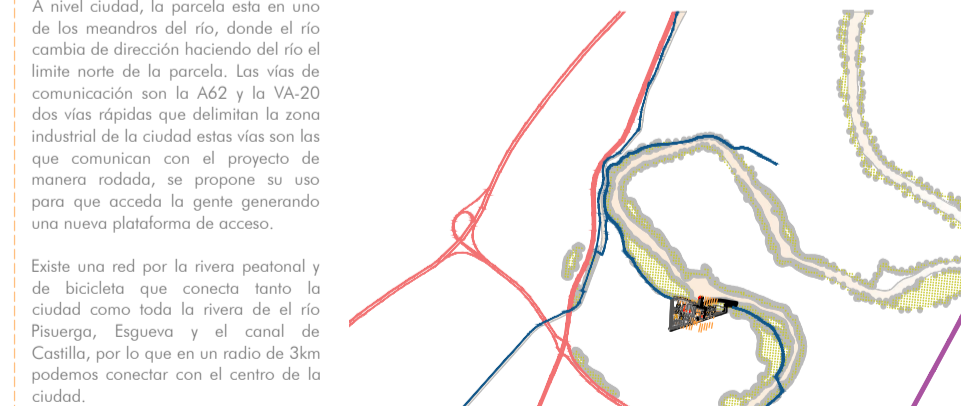 A nivel ciudad, la parcela esta en uno
de los meandros del río, donde el río
cambia de dirección haciendo del río el
limite norte de la parcela. Las vías de
comunicación son la A62 y la VA-20
dos vías rápidas que delimitan la zona
industrial de la ciudad estas vías son las
que comunican con el proyecto de
manera rodada, se propone su uso
para que acceda la gente generando
una nueva plataforma de acceso.
Existe una red por la rivera peatonal y
de bicicleta que conecta tanto la
ciudad como toda la rivera de el río
Pisuerga, Esgueva y el canal de
Castilla, por lo que en un radio de 3km
podemos conectar con el centro de la
ciudad.